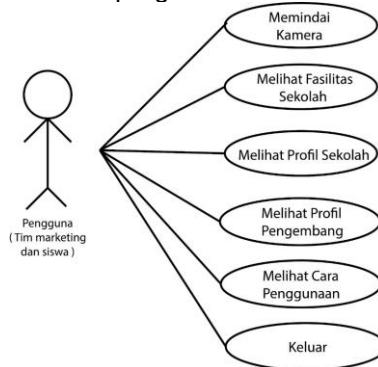 Memindai
Kamera
Melihat Fasilitas
Sekolah
Melihat Profil Sekolah
Melihat Profil
Pengembang
Melihat Cara
Penggunaan
Keluar
Pengguna
( Tim marketing
dan siswa )